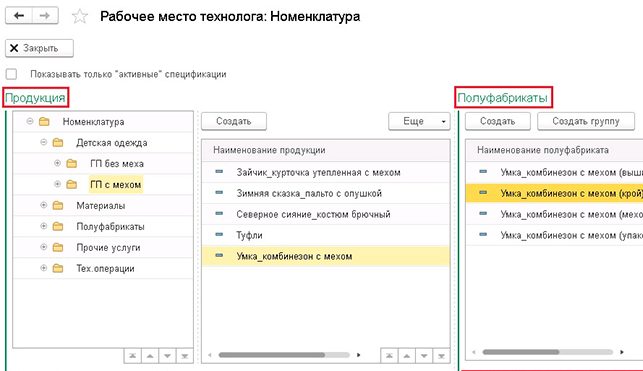 Рабочее место технолога: Номенклатура
Закрыть
Показывать только "активные" спецификации
Продукция
Полуфабрикаты
Номенклатура
Детская одежда
ГП без меха
ГП с мехом
Материалы
Полуфабрикаты
Прочие услуги
Тех.операции
Создать
Еще
Наименование продукции
Зайчик_курточка утепленная с мехом
Зимняя сказка_пальто с опушкой
Северное сияние_костюм брючный
Туфли
Умка_комбинезон с мехом
Создать
Создать группу
Наименование полуфабриката
Умка_комбинезон с мехом (выши
Умка_комбинезон с мехом (крой)
Умка_комбинезон с мехом (мехо
Умка_комбинезон с мехом (упак